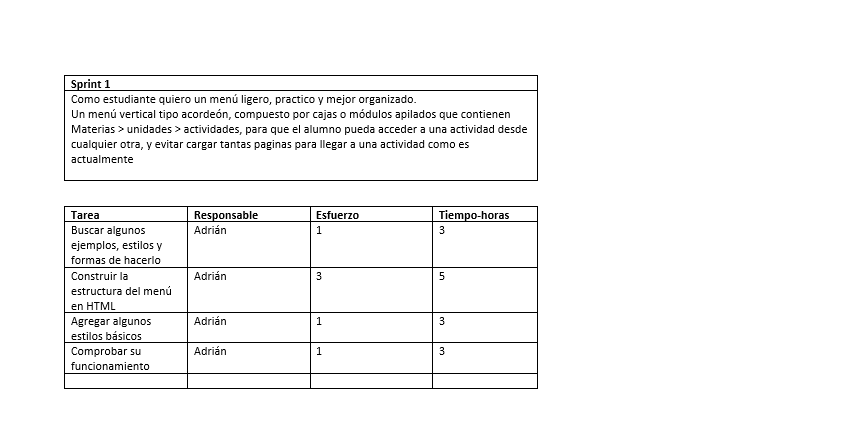 Sprint 1
Como estudiante quiero un menú ligero, practico y mejor organizado.
Un menú vertical tipo acordeón, compuesto por cajas o módulos apilados que contienen
Materias > unidades > actividades, para que el alumno pueda acceder a una actividad desde
cualquier otra, y evitar cargar tantas paginas para llegar a una actividad como es
actualmente
Tarea Responsable Esfuerzo Tiempo-horas
Buscar algunos Adrián 1 3
ejemplos, estilos y
formas de hacerlo
Construir la Adrián 3 5
estructura del menú
en HTML
Agregar algunos Adrián 1 3
estilos básicos
Comprobar su Adrián 1 3
funcionamiento